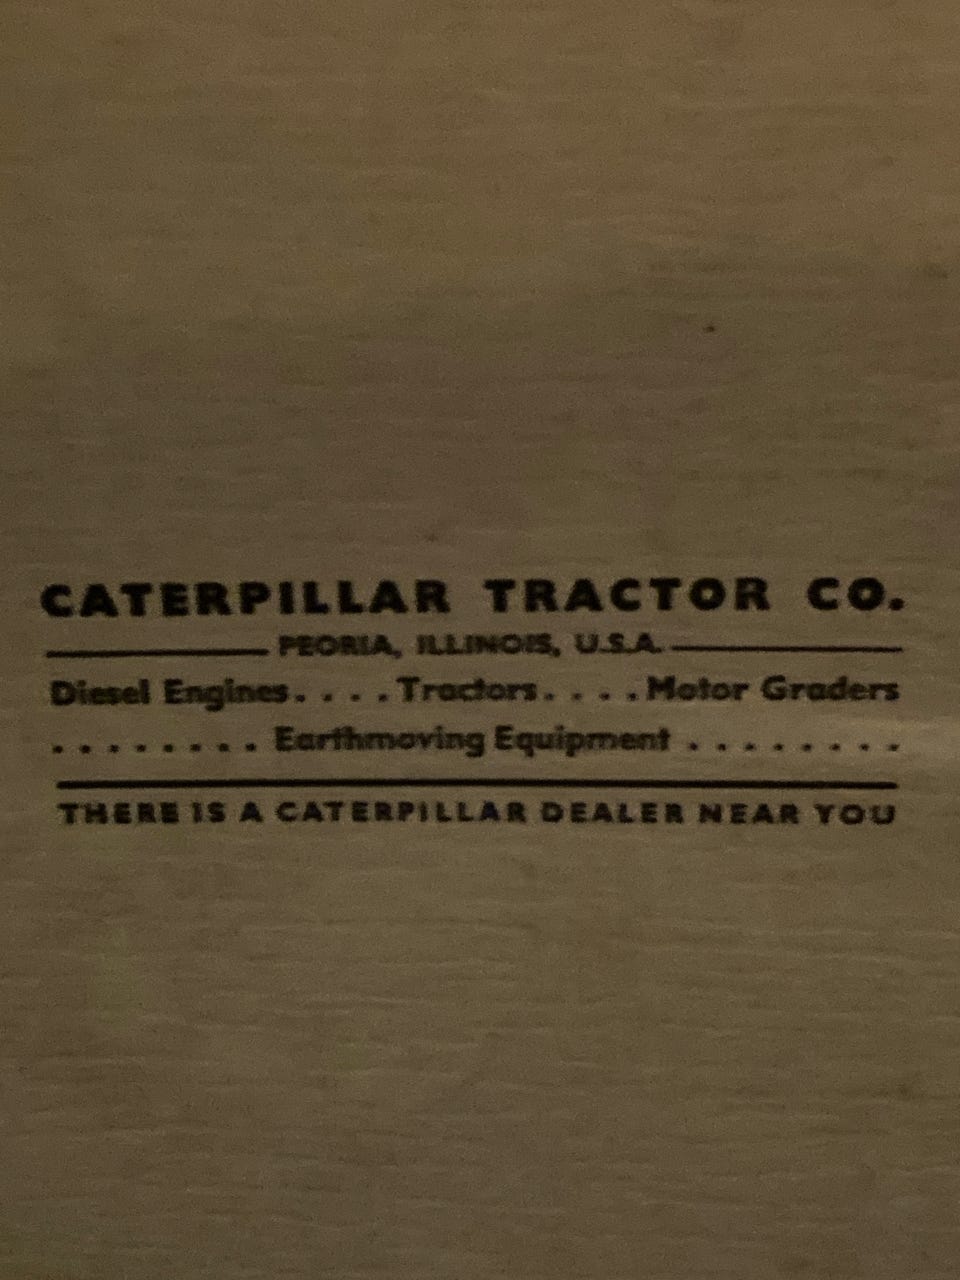 CATERPILLAR TRACTOR CO.
PEORIA, ILLINOIS, U.S.A.
Diesel Engines. . . . Tractors. . . . Motor Graders
. . . . . . . . . Earthmoving Equipment . . . . . . . .
THERE IS A CATERPILLAR DEALER NEAR YOU